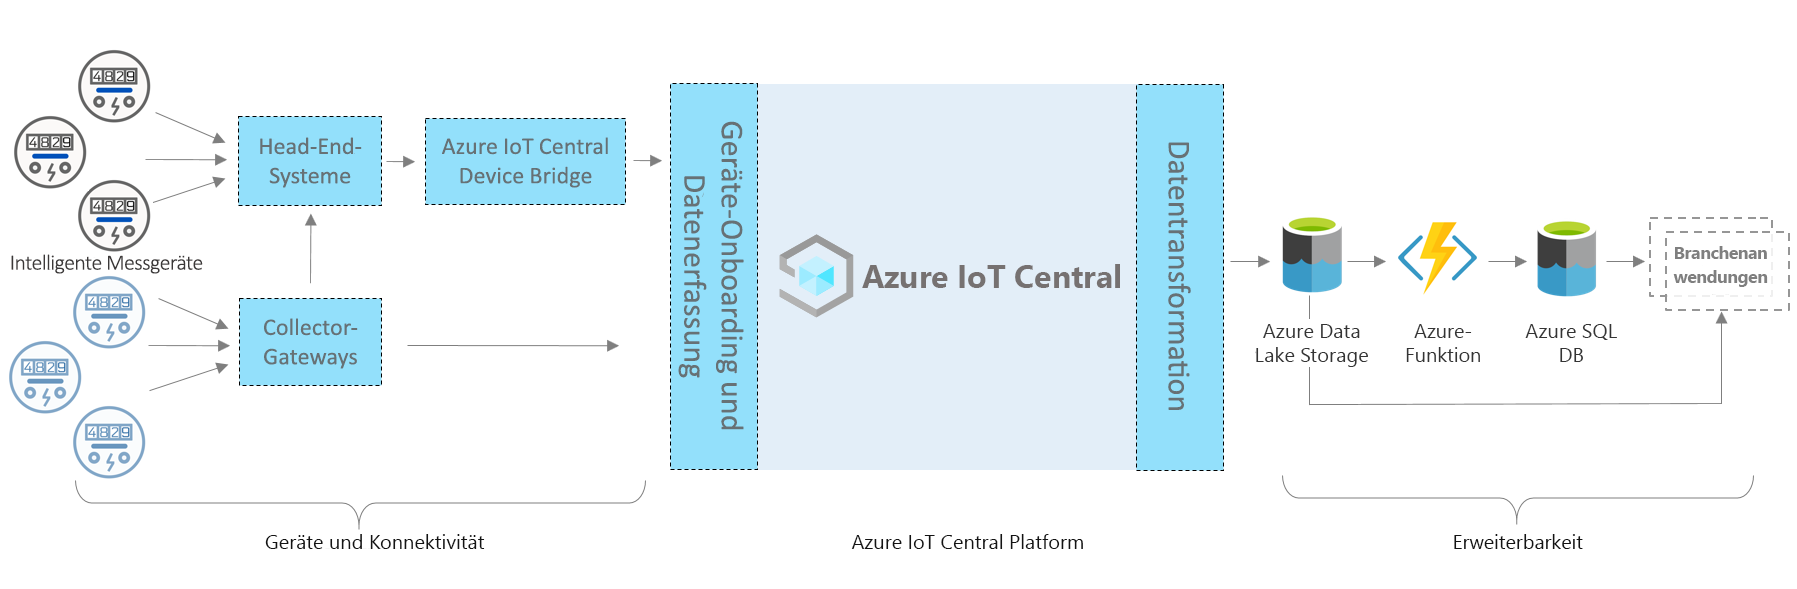 4829
4829
4829
Intelligente Messgeräte
4829
4829
4829
Head-End-
Systeme
Collector-
Gateways
Azure IoT Central
Device Bridge
Geräte-Onboarding und
Datenerfassung
Azure IoT Central
Datentransformation
Azure Data
Lake Storage
Azure-
Funktion
Azure SQL
DB
Branchenan
wendungen
Geräte und Konnektivität
Azure IoT Central Platform
Erweiterbarkeit